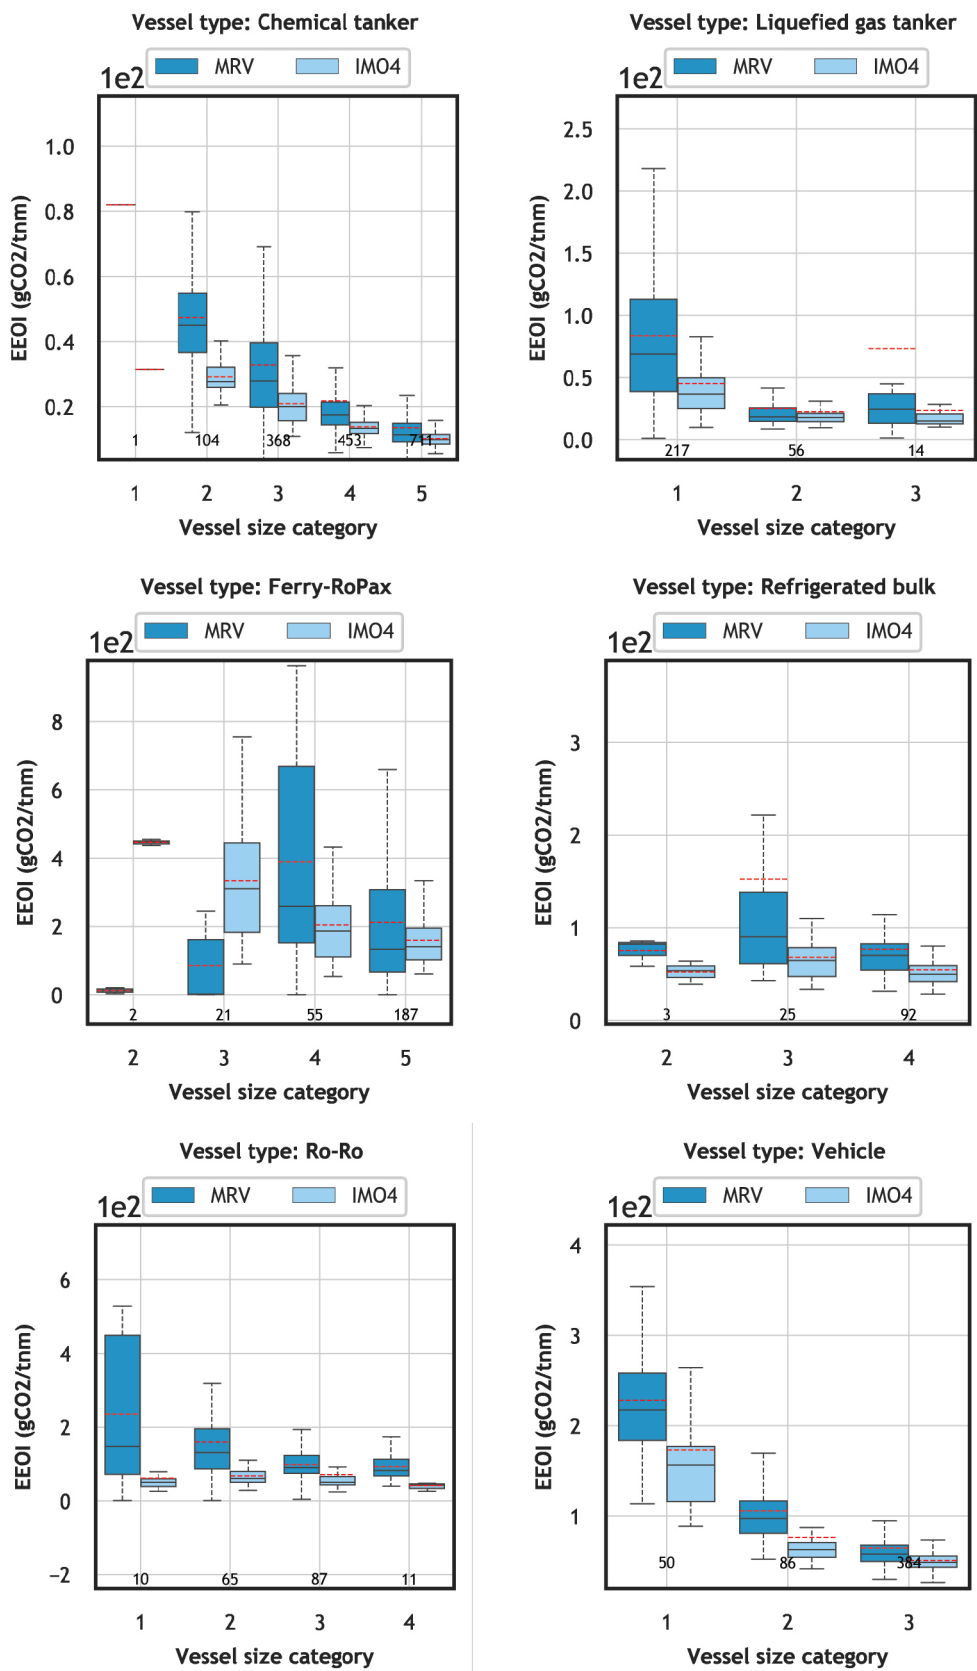 Vessel type: Chemical tanker
MRV IMO4
1e2
1.0
0.8
0.6
0.4
0.2
EEOI (gCO2/tnm)
1 104 368 453 711
1 2 3 4 5
Vessel size category
Vessel type: Liquefied gas tanker
MRV IMO4
1e2
2.5
2.0
1.5
1.0
0.5
0.0
EEOI (gCO2/tnm)
217 56 14
1 2 3
Vessel size category
Vessel type: Ferry-RoPax
MRV IMO4
1e2
8
6
4
2
0
EEOI (gCO2/tnm)
2 21 55 187
2 3 4 5
Vessel size category
Vessel type: Refrigerated bulk
MRV IMO4
1e2
3
2
1
0
EEOI (gCO2/tnm)
3 25 92
2 3 4
Vessel size category
Vessel type: Ro-Ro
MRV IMO4
1e2
6
4
2
0
−2
EEOI (gCO2/tnm)
10 65 87 11
1 2 3 4
Vessel size category
Vessel type: Vehicle
MRV IMO4
1e2
4
3
2
1
EEOI (gCO2/tnm)
50 86 384
1 2 3
Vessel size category